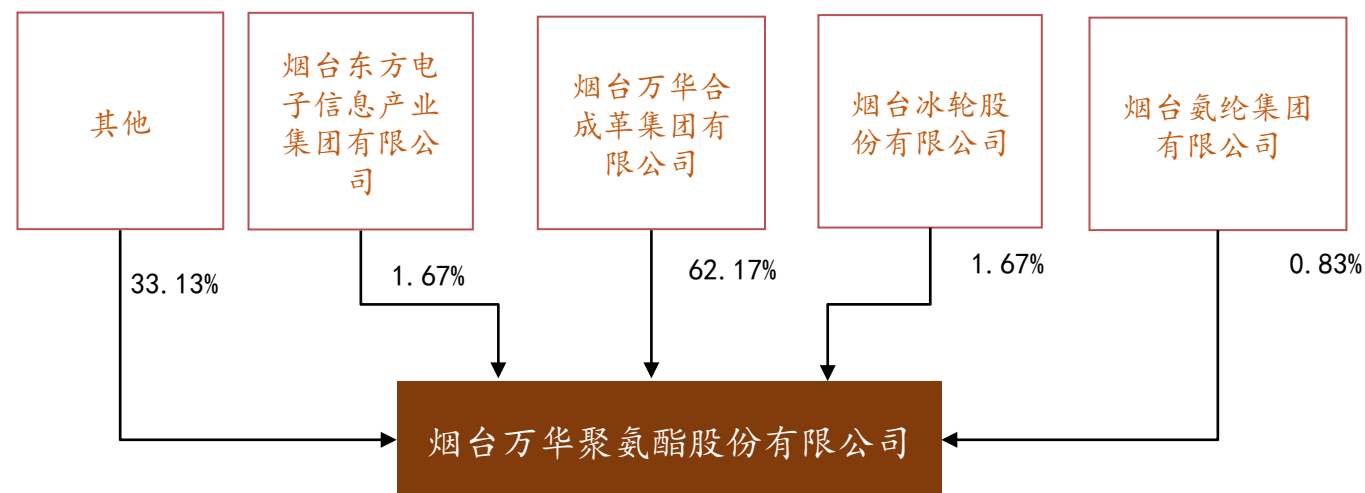 其他
烟台东方电
子信息产业
集团有限公
司
烟台万华合
成革集团有
限公司
烟台冰轮股
份有限公司
烟台氨纶集团
有限公司
33.13%
1.67%
62.17%
1.67%
0.83%
烟台万华聚氨酯股份有限公司